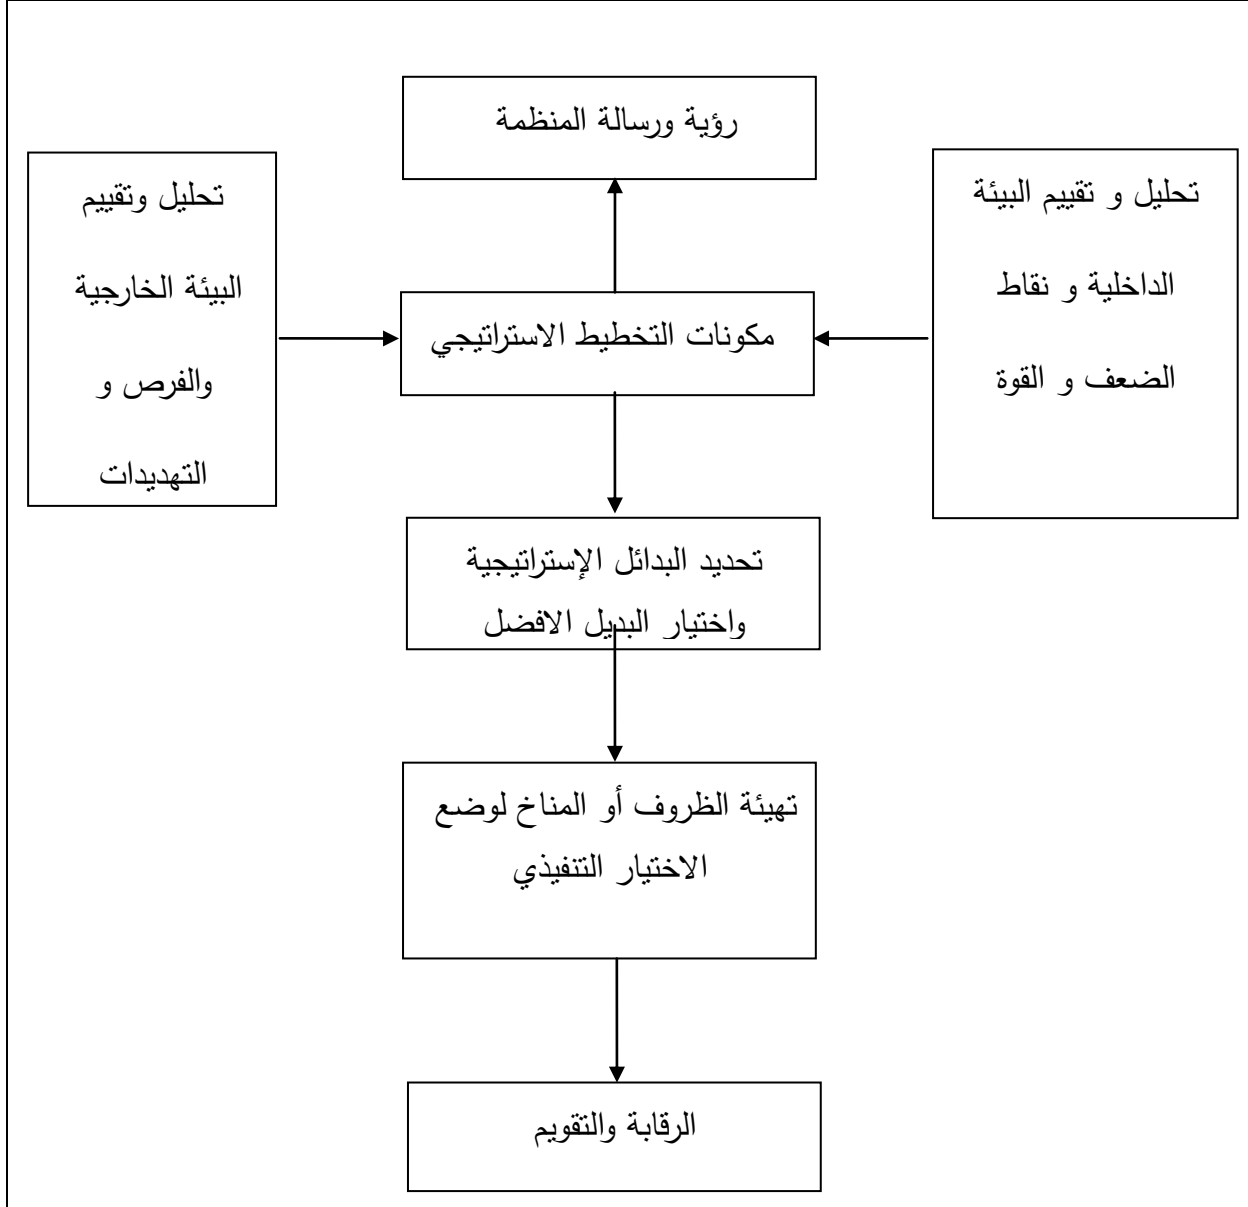 رؤية ورسالة المنظمة
تحليل و تقييم البيئة
الداخلية و نقاط
الضعف و القوة
مكونات التخطيط الاستراتيجي
تحليل وتقييم
البيئة الخارجية
والفرص و
التهديدات
تحديد البدائل الإستراتيجية
واختيار البديل الافضل
تهيئة الظروف أو المناخ لوضع
الاختيار التنفيذي
الرقابة والتقويم